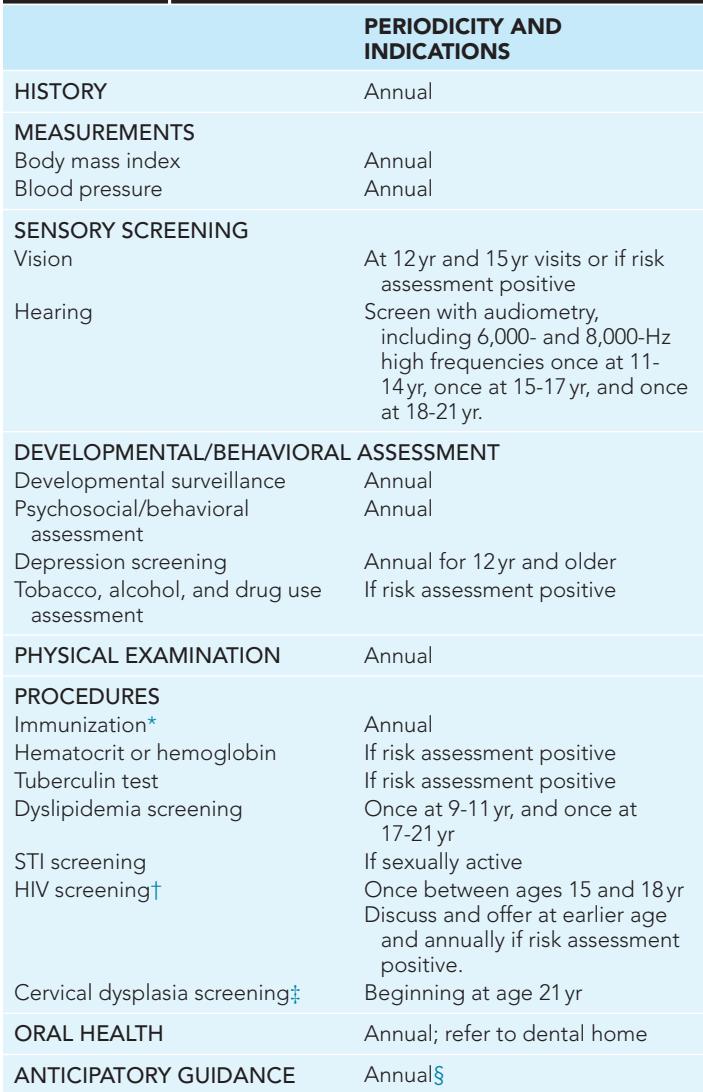 PERIODICITY AND
INDICATIONS
HISTORY Annual
MEASUREMENTS
Body mass index Annual
Blood pressure Annual
SENSORY SCREENING
Vision At 12 yr and 15 yr visits or if risk
assessment positive
Hearing Screen with audiometry,
including 6,000- and 8,000-Hz
high frequencies once at 11-
14 yr, once at 15-17 yr, and once
at 18-21 yr.
DEVELOPMENTAL/BEHAVIORAL ASSESSMENT
Developmental surveillance Annual
Psychosocial/behavioral Annual
assessment
Depression screening Annual for 12 yr and older
Tobacco, alcohol, and drug use If risk assessment positive
assessment
PHYSICAL EXAMINATION Annual
PROCEDURES
Immunization* Annual
Hematocrit or hemoglobin If risk assessment positive
Tuberculin test If risk assessment positive
Dyslipidemia screening Once at 9-11 yr, and once at
17-21 yr
STI screening If sexually active
HIV screening† Once between ages 15 and 18 yr
Discuss and offer at earlier age
and annually if risk assessment
positive.
Cervical dysplasia screening‡ Beginning at age 21 yr
ORAL HEALTH Annual; refer to dental home
ANTICIPATORY GUIDANCE Annual§